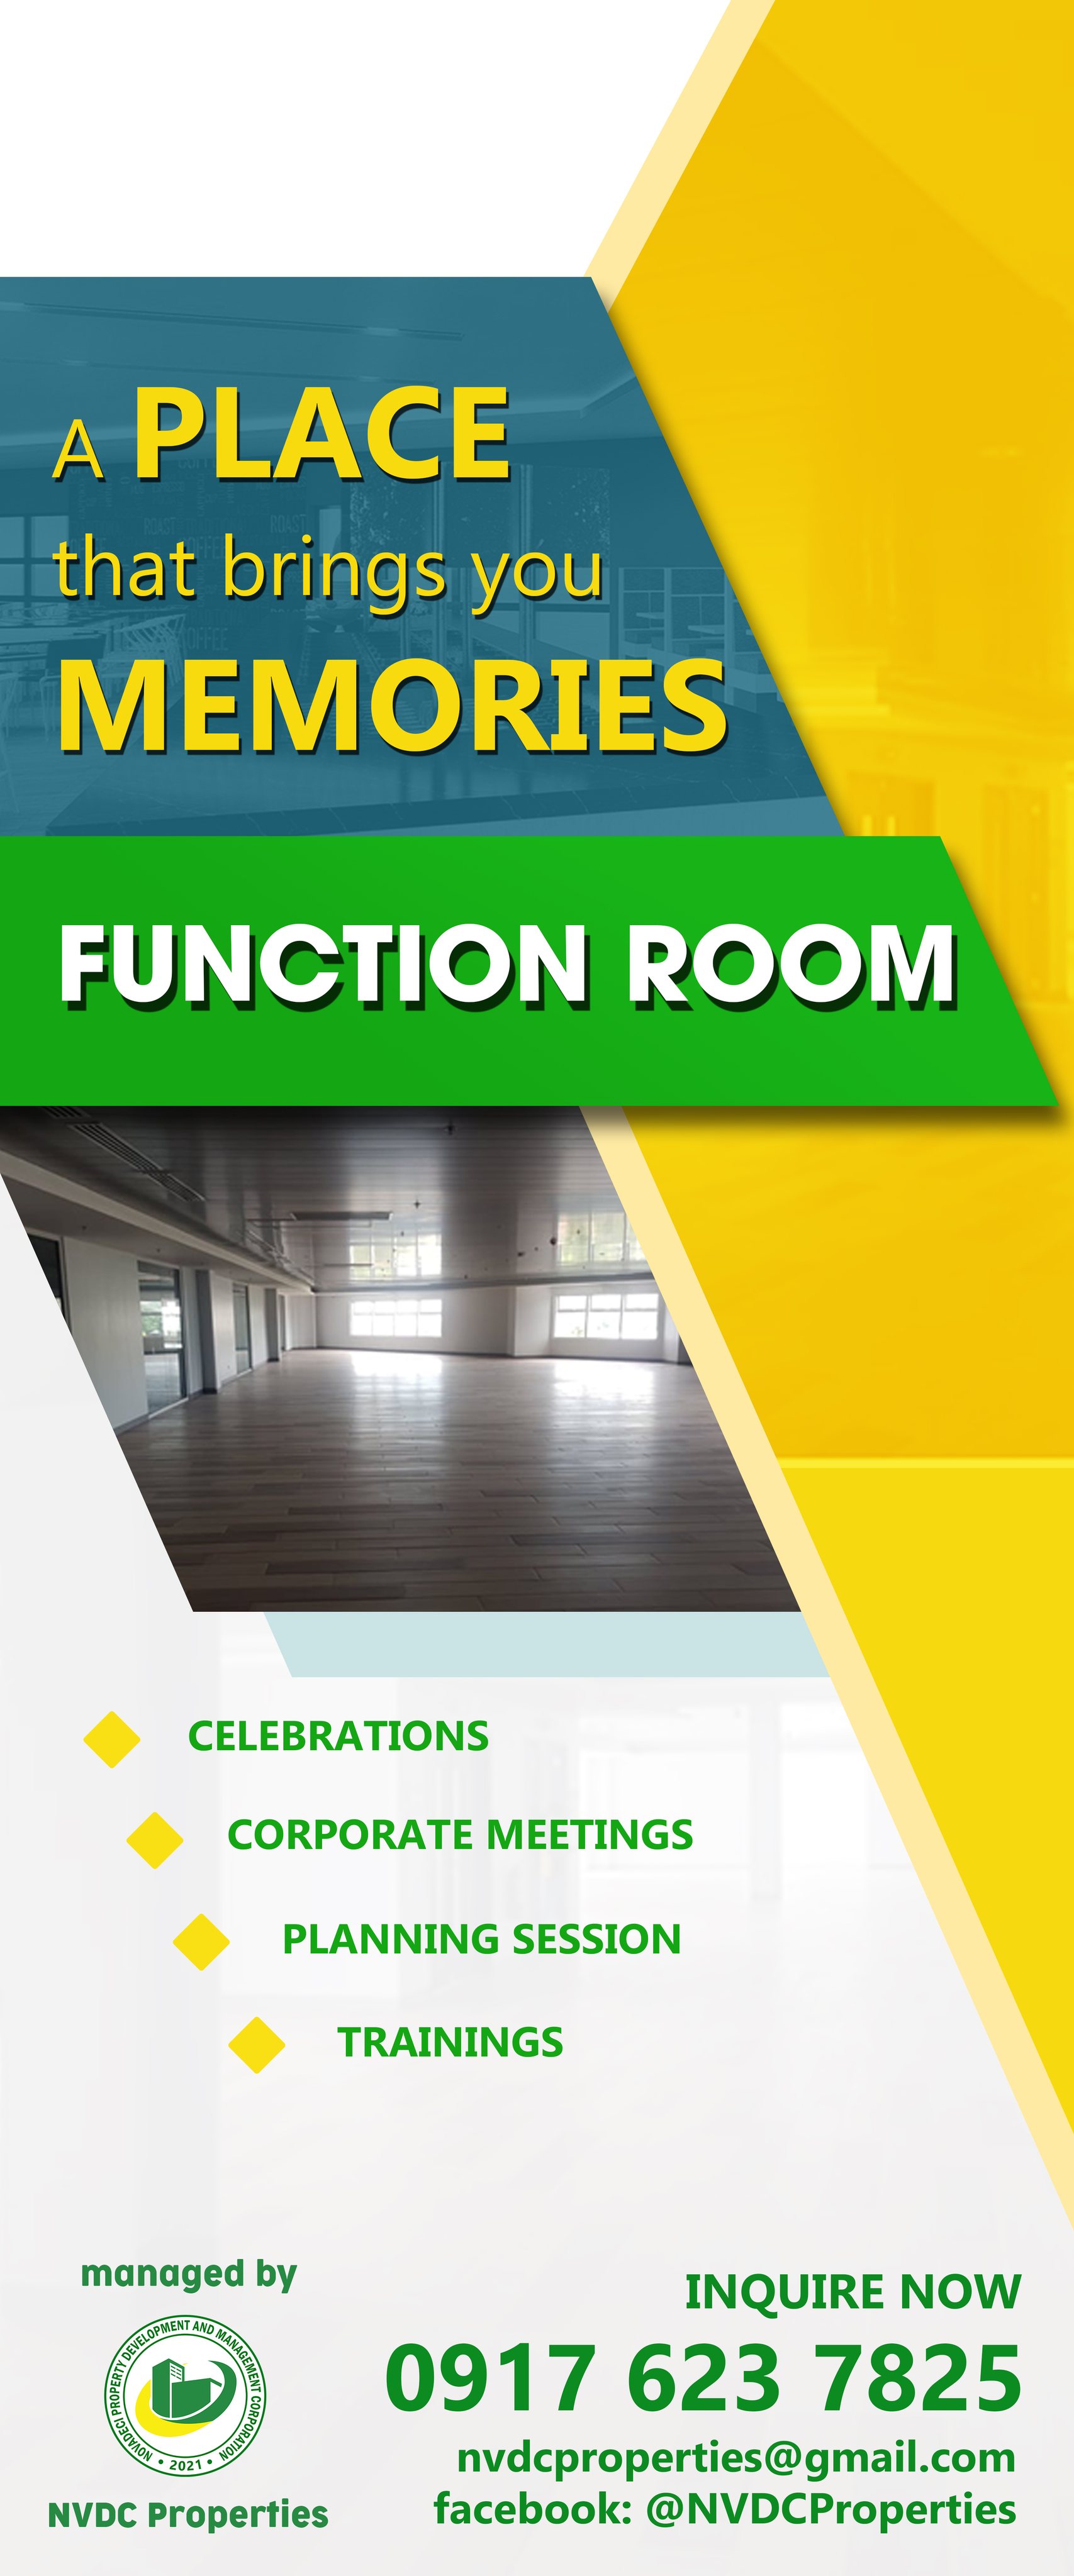 A PLACE
that brings you
MEMORIES
FUNCTION ROOM
CELEBRATIONS
CORPORATE MEETINGS
PLANNING SESSION
TRAININGS
managed by
NOVADECI PROPERTY DEVELOPMENT AND MANAGEMENT CORPORATION
• 2021 •
NVDC Properties
INQUIRE NOW
0917 623 7825
nvdcproperties@gmail.com
facebook: @NVDCProperties